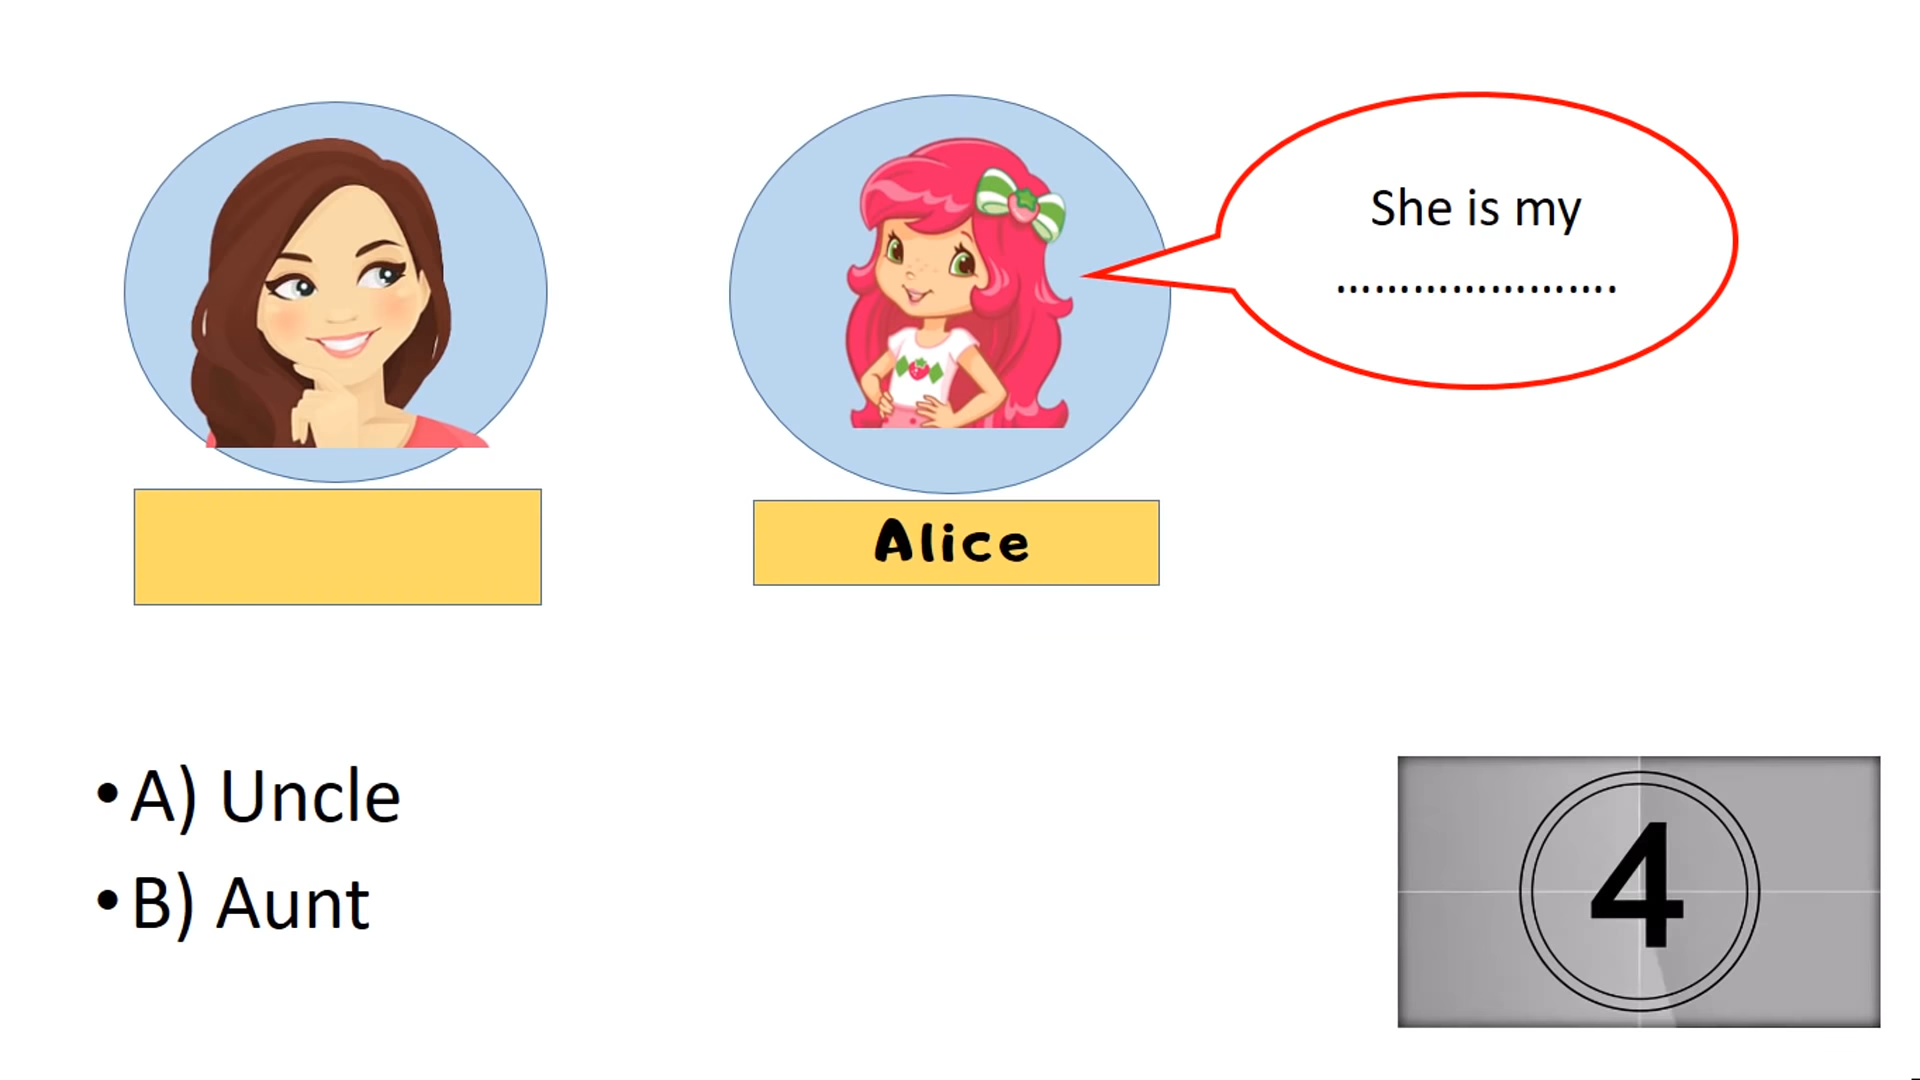 She is my
………………….
Alice
• A) Uncle
• B) Aunt
4